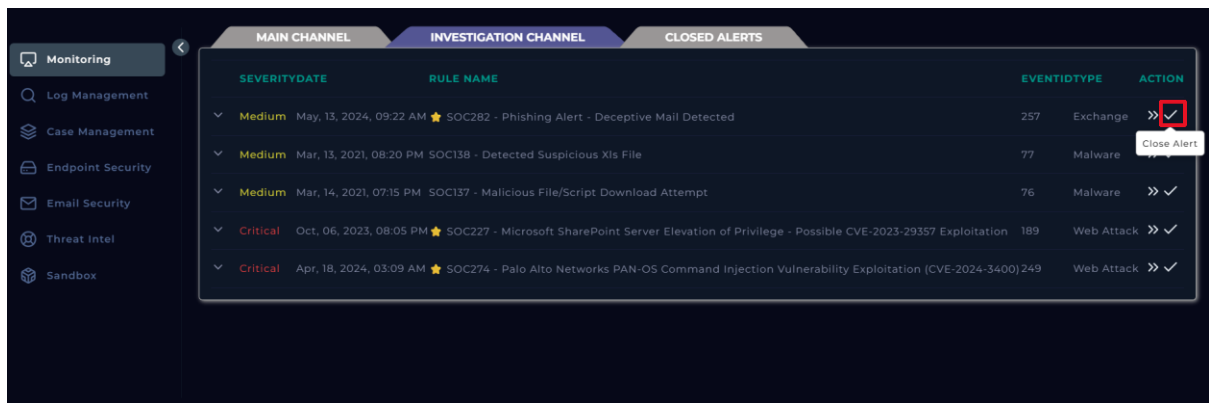 MAIN CHANNEL INVESTIGATION CHANNEL CLOSED ALERTS
Monitoring
Log Management
Case Management
Endpoint Security
Email Security
Threat Intel
Sandbox
SEVERITY DATE RULE NAME EVENTID TYPE ACTION
Medium May, 13, 2024, 09:22 AM SOC282 - Phishing Alert - Deceptive Mail Detected 257 Exchange
Close Alert
Medium Mar, 13, 2021, 08:20 PM SOC138 - Detected Suspicious Xls File 77 Malware
Medium Mar, 14, 2021, 07:15 PM SOC137 - Malicious File/Script Download Attempt 76 Malware
Critical Oct, 06, 2023, 08:05 PM SOC227 - Microsoft SharePoint Server Elevation of Privilege - Possible CVE-2023-29357 Exploitation 189 Web Attack
Critical Apr, 18, 2024, 03:09 AM SOC274 - Palo Alto Networks PAN-OS Command Injection Vulnerability Exploitation (CVE-2024-3400) 249 Web Attack